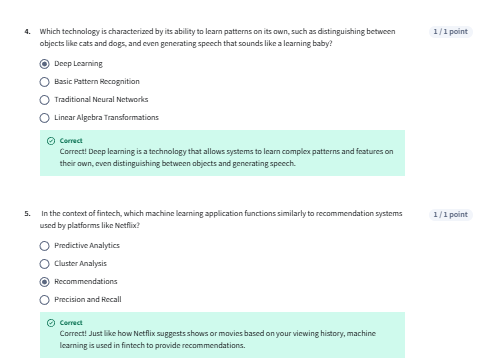 4. Which technology is characterized by its ability to learn patterns on its own, such as distinguishing between 1 / 1 point
objects like cats and dogs, and even generating speech that sounds like a learning baby?
Deep Learning
Basic Pattern Recognition
Traditional Neural Networks
Linear Algebra Transformations
Correct
Correct! Deep learning is a technology that allows systems to learn complex patterns and features on
their own, even distinguishing between objects and generating speech.
5. In the context of fintech, which machine learning application functions similarly to recommendation systems 1 / 1 point
used by platforms like Netflix?
Predictive Analytics
Cluster Analysis
Recommendations
Precision and Recall
Correct
Correct! Just like how Netflix suggests shows or movies based on your viewing history, machine
learning is used in fintech to provide recommendations.